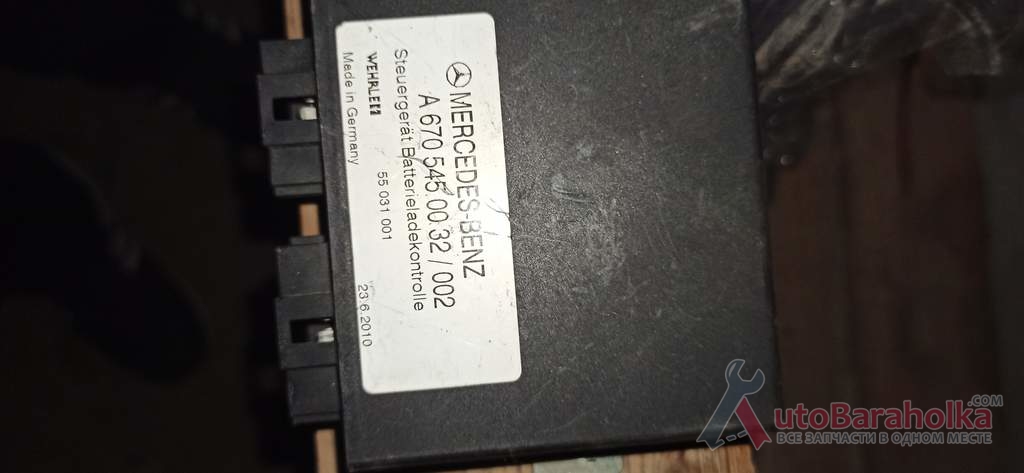 MERCEDES-BENZ
A 670 545 00 32 / 002
Steuergerät Batterieladekontrolle
WEHRLE 55 031 001
Made in Germany 23.6.2010
AutoBaraholka.COM
ВСЕ ЗАПЧАСТИ В ОДНОМ МЕСТЕ